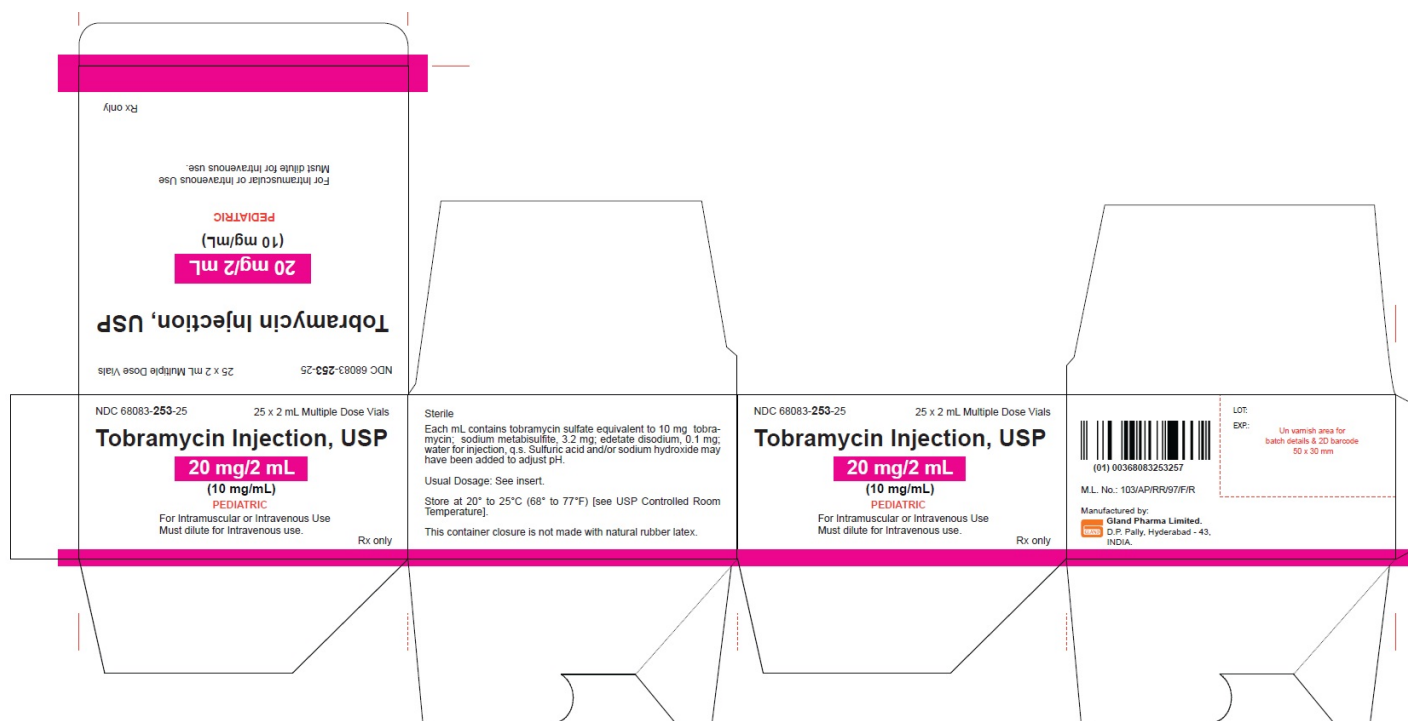 Rx only
Must dilute for Intravenous use.
For Intramuscular or Intravenous Use
PEDIATRIC
(10 mg/mL)
20 mg/2 mL
Tobramycin Injection, USP
NDC 68083-253-25 25 x 2 mL Multiple Dose Vials
NDC 68083-253-25 25 x 2 mL Multiple Dose Vials
Tobramycin Injection, USP
20 mg/2 mL
(10 mg/mL)
PEDIATRIC
For Intramuscular or Intravenous Use
Must dilute for Intravenous use.
Rx only
Sterile
Each mL contains tobramycin sulfate equivalent to 10 mg tobra-
mycin; sodium metabisulfite, 3.2 mg; edetate disodium, 0.1 mg;
water for injection, q.s. Sulfuric acid and/or sodium hydroxide may
have been added to adjust pH.
Usual Dosage: See insert.
Store at 20° to 25°C (68° to 77°F) [see USP Controlled Room
Temperature].
This container closure is not made with natural rubber latex.
NDC 68083-253-25 25 x 2 mL Multiple Dose Vials
Tobramycin Injection, USP
20 mg/2 mL
(10 mg/mL)
PEDIATRIC
For Intramuscular or Intravenous Use
Must dilute for Intravenous use.
Rx only
(01) 00368083253257
M.L. No.: 103/AP/RR/97/F/R
Manufactured by:
Gland Pharma Limited.
D.P. Pally, Hyderabad - 43,
INDIA.
LOT:
EXP.:
Un varnish area for
batch details & 2D barcode
50 x 30 mm